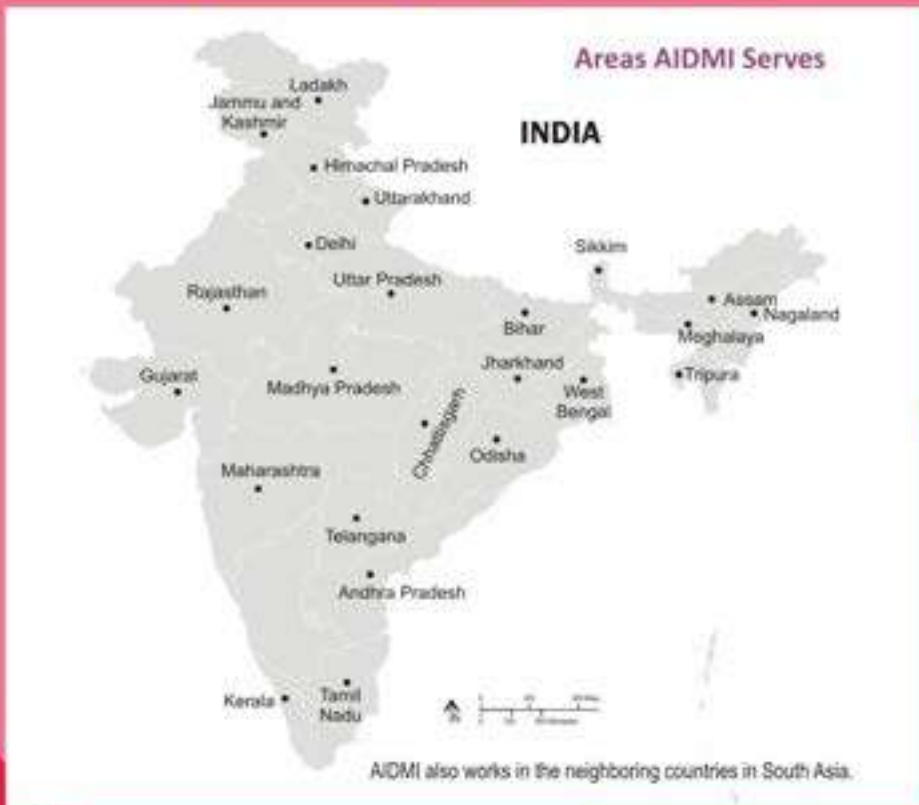 Areas AIDMI Serves
INDIA
Ladakh
Jammu and
Kashmir
Himachal Pradesh
Uttarakhand
Delhi
Sikkim
Uttar Pradesh
Rajasthan
Assam
Nagaland
Bihar
Meghalaya
Jharkhand
Gujarat
Madhya Pradesh
Tripura
West
Bengal
Chhattisgarh
Odisha
Maharashtra
Telangana
Andhra Pradesh
Kerala
Tamil
Nadu
N
AIDMI also works in the neighboring countries in South Asia.